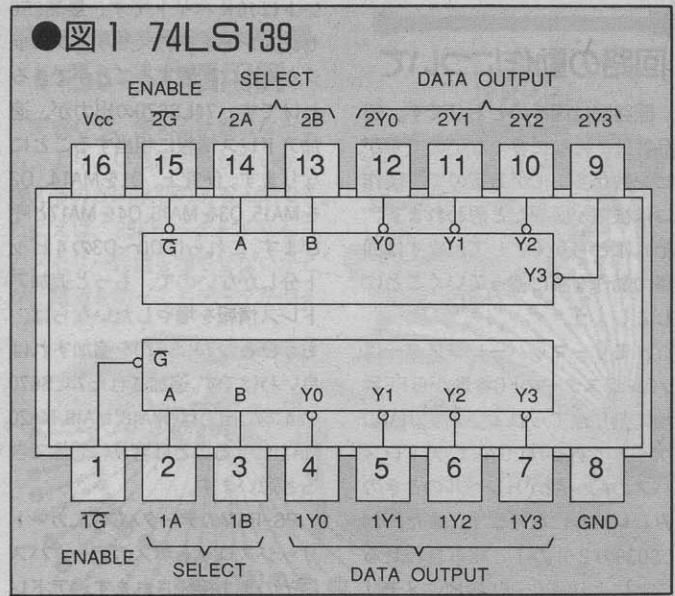 ●図1 74LS139
ENABLE SELECT DATA OUTPUT
Vcc 2G̅ 2A 2B 2Y0 2Y1 2Y2 2Y3
16 15 14 13 12 11 10 9
G̅ A B Y0 Y1 Y2
Y3
G̅
A B Y0 Y1 Y2 Y3
1 2 3 4 5 6 7 8
1̅G̅ 1A 1B 1Y0 1Y1 1Y2 1Y3 GND
ENABLE SELECT DATA OUTPUT